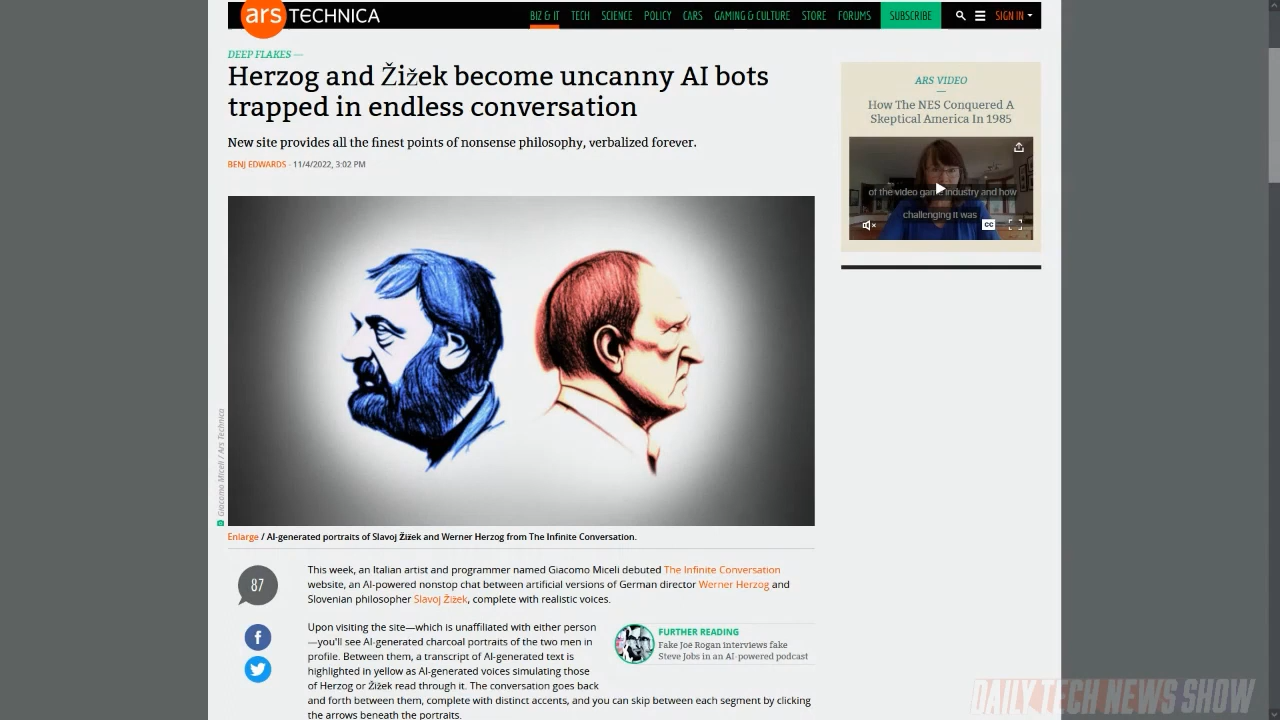 ars TECHNICA
BIZ & IT TECH SCIENCE POLICY CARS GAMING & CULTURE STORE FORUMS SUBSCRIBE SIGN IN
DEEP FLAKES —
Herzog and Žižek become uncanny AI bots
trapped in endless conversation
New site provides all the finest points of nonsense philosophy, verbalized forever.
BENJ EDWARDS - 11/4/2022, 3:02 PM
ARS VIDEO
How The NES Conquered A
Skeptical America In 1985
of the video game industry and how
challenging it was
CC
Giacomo Miceli / Ars Technica
Enlarge / AI-generated portraits of Slavoj Žižek and Werner Herzog from The Infinite Conversation.
87
This week, an Italian artist and programmer named Giacomo Miceli debuted The Infinite Conversation
website, an AI-powered nonstop chat between artificial versions of German director Werner Herzog and
Slovenian philosopher Slavoj Žižek, complete with realistic voices.
Upon visiting the site—which is unaffiliated with either person
—you'll see AI-generated charcoal portraits of the two men in
profile. Between them, a transcript of AI-generated text is
highlighted in yellow as AI-generated voices simulating those
of Herzog or Žižek read through it. The conversation goes back
and forth between them, complete with distinct accents, and you can skip between each segment by clicking
the arrows beneath the portraits.
FURTHER READING
Fake Joe Rogan interviews fake
Steve Jobs in an AI-powered podcast
DAILY TECH NEWS SHOW